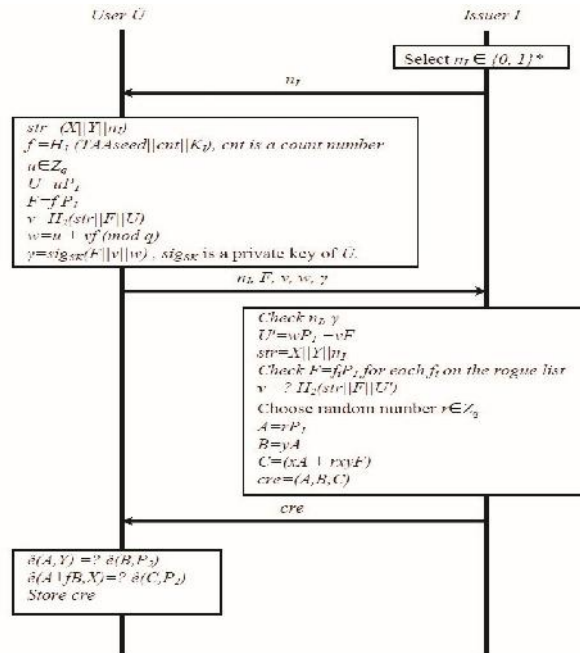 User Ü
Issuer I
Select n_I ∈ {0, 1}*
n_I
str = (X||Y||n_I)
f = H_1 (TAAseed||cnt||K_I), cnt is a count number
u∈Z_q
U = uP_1
F = f P_1
v = H_2(str||F||U)
w = u + vf (mod q)
γ=sig_SK(F||v||w) , sig_SK is a private key of Ü.
n_I, F, v, w, γ
Check n_I, γ
U' = wP_1 − vF
str=X||Y||n_I
Check F=f_iP_1 for each f_i on the rogue list
v = ? H_2(str||F||U')
Choose random number r∈Z_q
A=rP_1
B=yA
C=(xA + rxyF)
cre=(A,B,C)
cre
ê(A,Y) =? ê(B,P_2)
ê(A+fB,X)=? ê(C,P_2)
Store cre